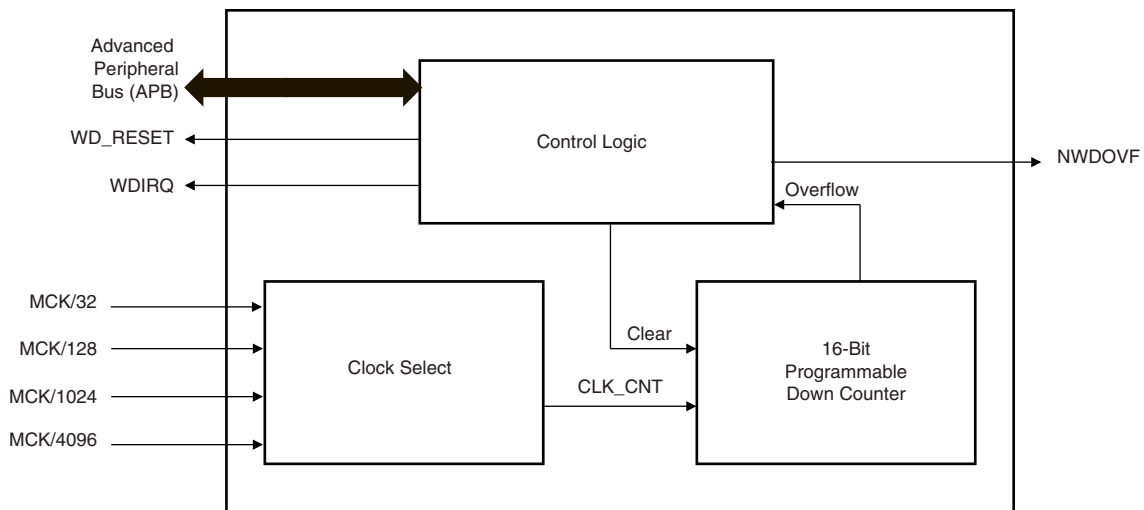 Advanced
Peripheral
Bus (APB)
WD_RESET
WDIRQ
Control Logic
NWDOVF
Overflow
MCK/32
MCK/128
MCK/1024
MCK/4096
Clock Select
Clear
CLK_CNT
16-Bit
Programmable
Down Counter